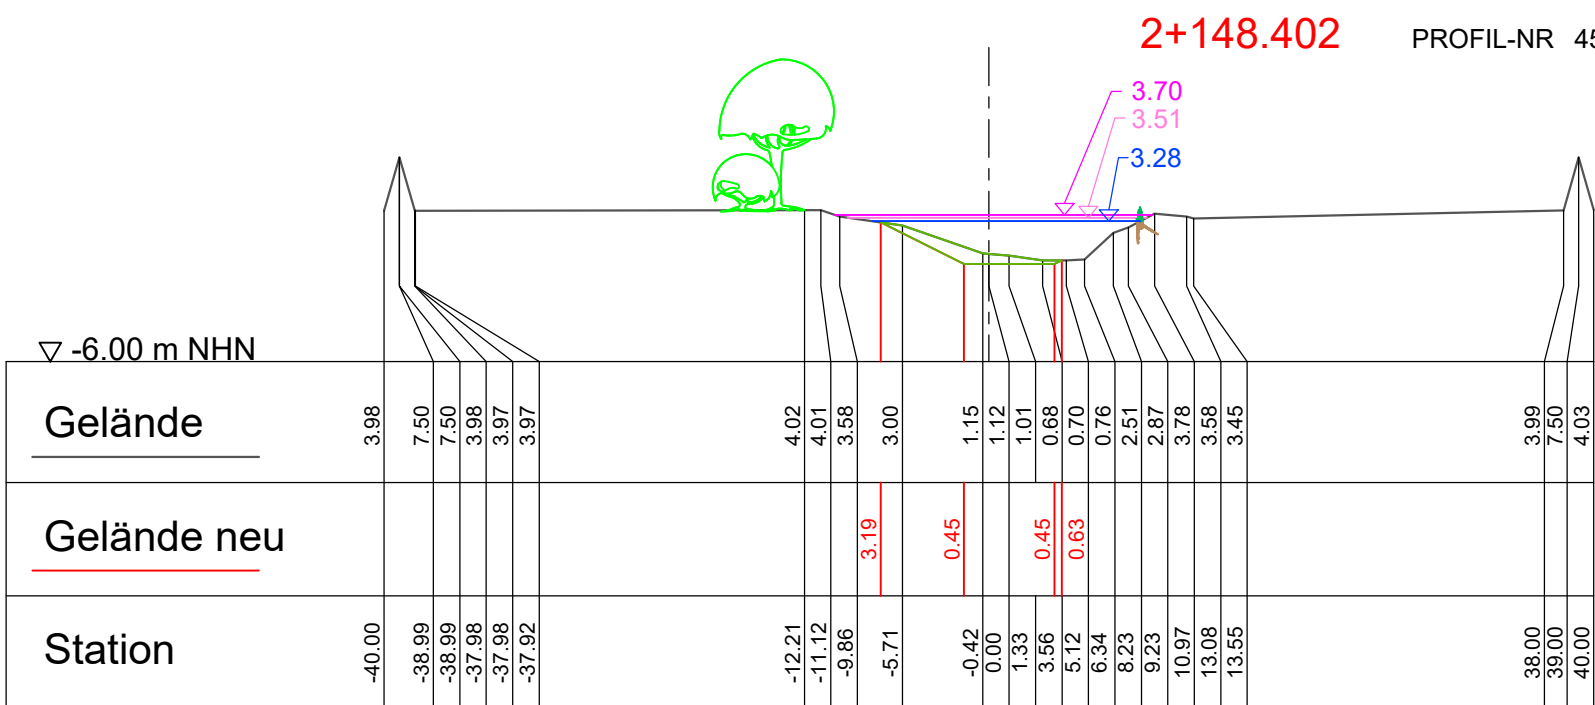 2+148.402 PROFIL-NR 45
3.70
3.51
3.28
-6.00 m NHN
Gelände 3.98 7.50 7.50 3.98 3.97 3.97 4.02 4.01 3.58 3.00 1.15 1.12 1.01 0.68 0.70 0.76 2.51 2.87 3.78 3.58 3.45 3.99 7.50 4.03
Gelände neu 3.19 0.45 0.45 0.63
Station -40.00 -38.99 -38.99 -37.98 -37.98 -37.92 -12.21 -11.12 -9.86 -5.71 -0.42 0.00 1.33 3.56 5.12 6.34 8.23 9.23 10.97 13.08 13.55 38.00 39.00 40.00